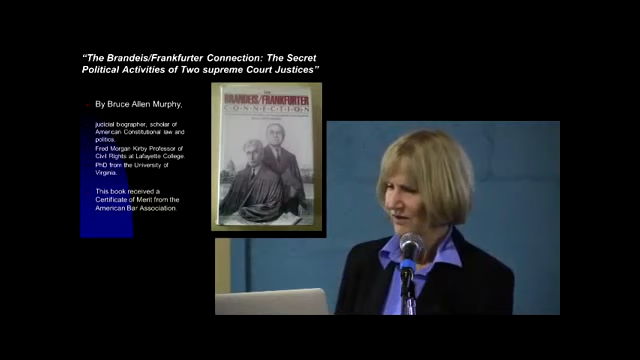 “The Brandeis/Frankfurter Connection: The Secret
Political Activities of Two supreme Court Justices”
By Bruce Allen Murphy,
judicial biographer, scholar of
American Constitutional law and
politics.
Fred Morgan Kirby Professor of
Civil Rights at Lafayette College.
PhD from the University of
Virginia.
This book received a
Certificate of Merit from the
American Bar Association.
THE
BRANDEIS/FRANKFURTER
CONNECTION